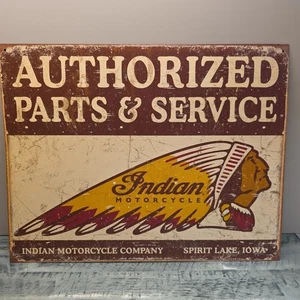 AUTHORIZED
PARTS & SERVICE
Indian
MOTORCYCLE
INDIAN MOTORCYCLE COMPANY SPIRIT LAKE, IOWA